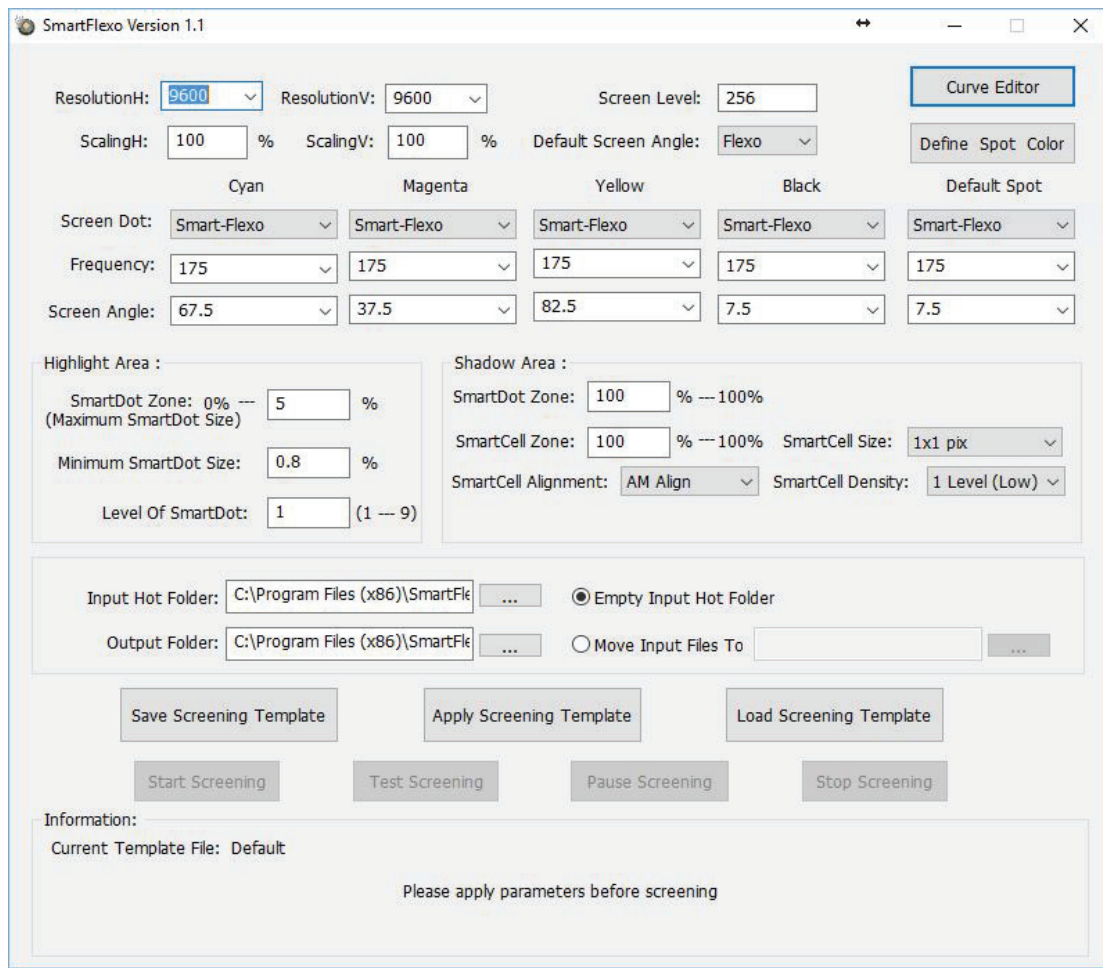 SmartFlexo Version 1.1
ResolutionH: 9600 ResolutionV: 9600 Screen Level: 256 Curve Editor
ScalingH: 100 % ScalingV: 100 % Default Screen Angle: Flexo Define Spot Color
Cyan Magenta Yellow Black Default Spot
Screen Dot: Smart-Flexo Smart-Flexo Smart-Flexo Smart-Flexo Smart-Flexo
Frequency: 175 175 175 175 175
Screen Angle: 67.5 37.5 82.5 7.5 7.5
Highlight Area :
SmartDot Zone: 0% --- 5 %
(Maximum SmartDot Size)
Minimum SmartDot Size: 0.8 %
Level Of SmartDot: 1 (1 --- 9)
Shadow Area :
SmartDot Zone: 100 % ---100%
SmartCell Zone: 100 % ---100% SmartCell Size: 1x1 pix
SmartCell Alignment: AM Align SmartCell Density: 1 Level (Low)
Input Hot Folder: C:\Program Files (x86)\SmartFle ... Empty Input Hot Folder
Output Folder: C:\Program Files (x86)\SmartFle ... Move Input Files To ...
Save Screening Template Apply Screening Template Load Screening Template
Start Screening Test Screening Pause Screening Stop Screening
Information:
Current Template File: Default
Please apply parameters before screening